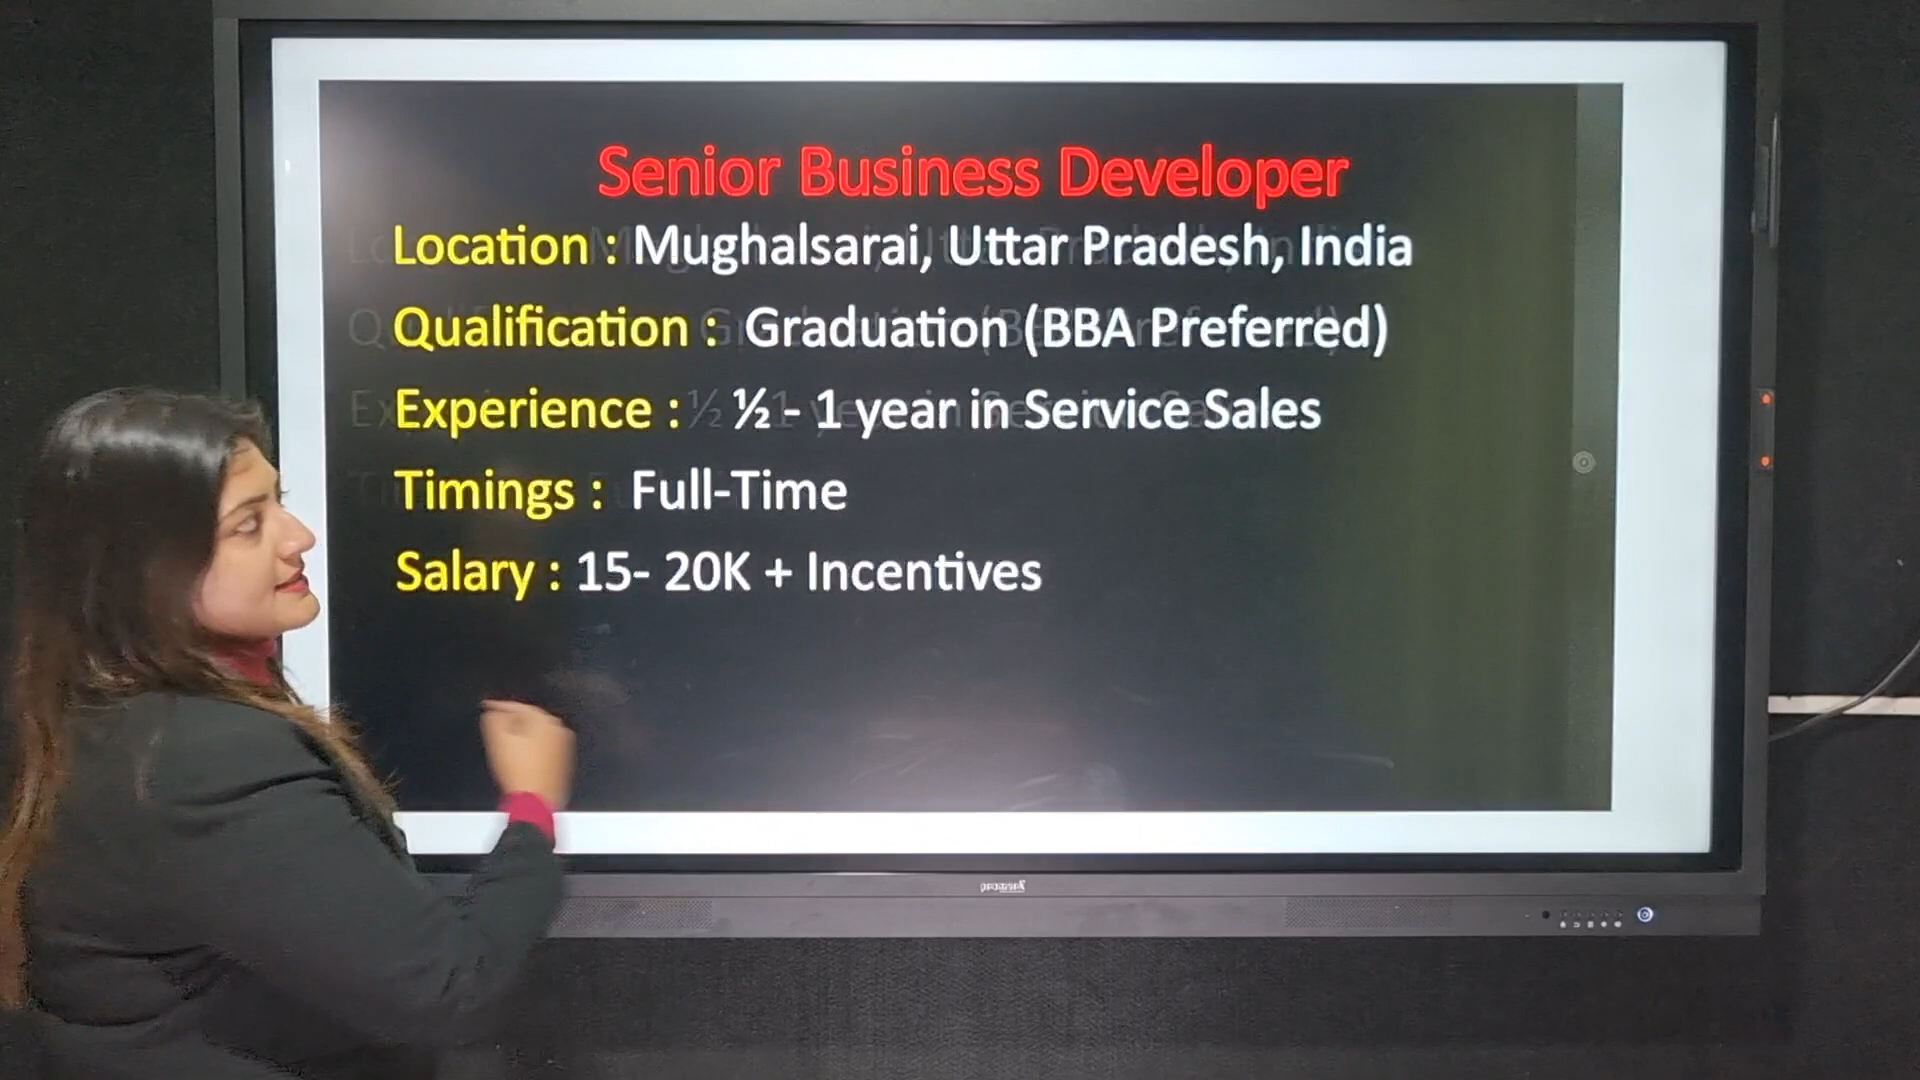 Senior Business Developer
Location : Mughalsarai, Uttar Pradesh, India
Qualification : Graduation (BBA Preferred)
Experience : ½ - 1 year in Service Sales
Timings : Full-Time
Salary : 15- 20K + Incentives